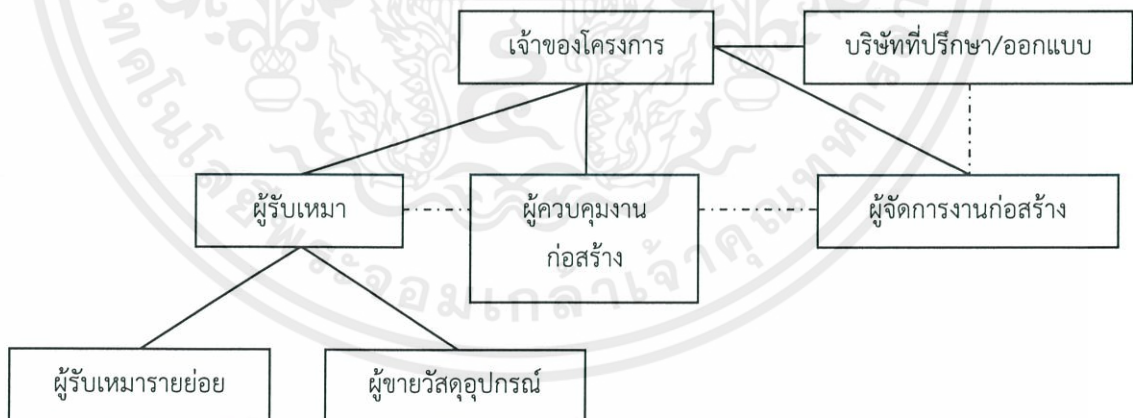 เจ้าของโครงการ
บริษัทที่ปรึกษา/ออกแบบ
ผู้รับเหมา
ผู้ควบคุมงาน
ก่อสร้าง
ผู้จัดการงานก่อสร้าง
ผู้รับเหมารายย่อย
ผู้ขายวัสดุอุปกรณ์